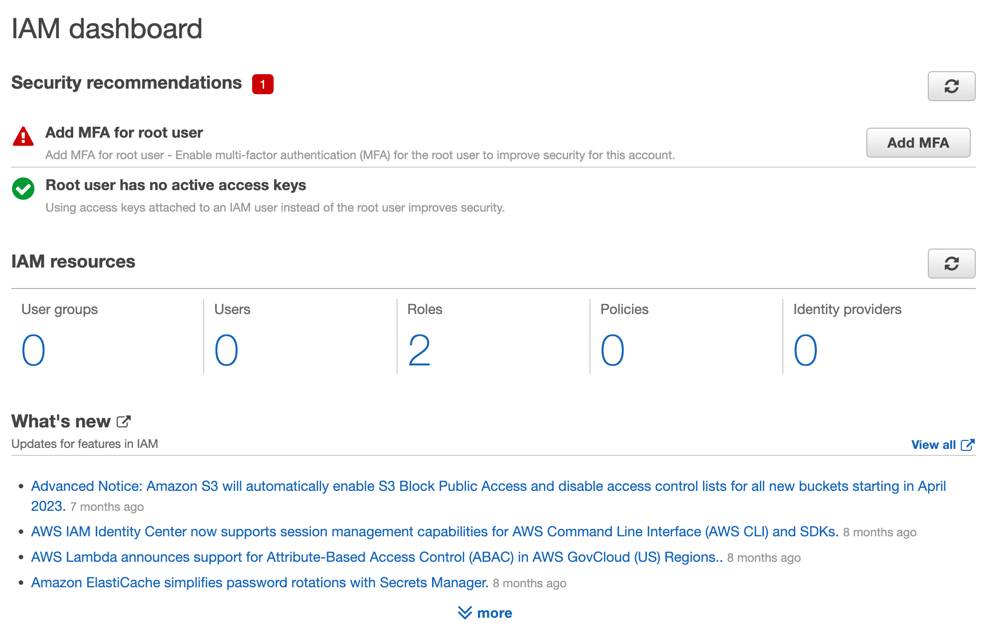 IAM dashboard
Security recommendations 1
Add MFA for root user
Add MFA for root user - Enable multi-factor authentication (MFA) for the root user to improve security for this account.
Add MFA
Root user has no active access keys
Using access keys attached to an IAM user instead of the root user improves security.
IAM resources
User groups Users Roles Policies Identity providers
0 0 2 0 0
What's new
Updates for features in IAM View all
• Advanced Notice: Amazon S3 will automatically enable S3 Block Public Access and disable access control lists for all new buckets starting in April
2023. 7 months ago
• AWS IAM Identity Center now supports session management capabilities for AWS Command Line Interface (AWS CLI) and SDKs. 8 months ago
• AWS Lambda announces support for Attribute-Based Access Control (ABAC) in AWS GovCloud (US) Regions.. 8 months ago
• Amazon ElastiCache simplifies password rotations with Secrets Manager. 8 months ago
more